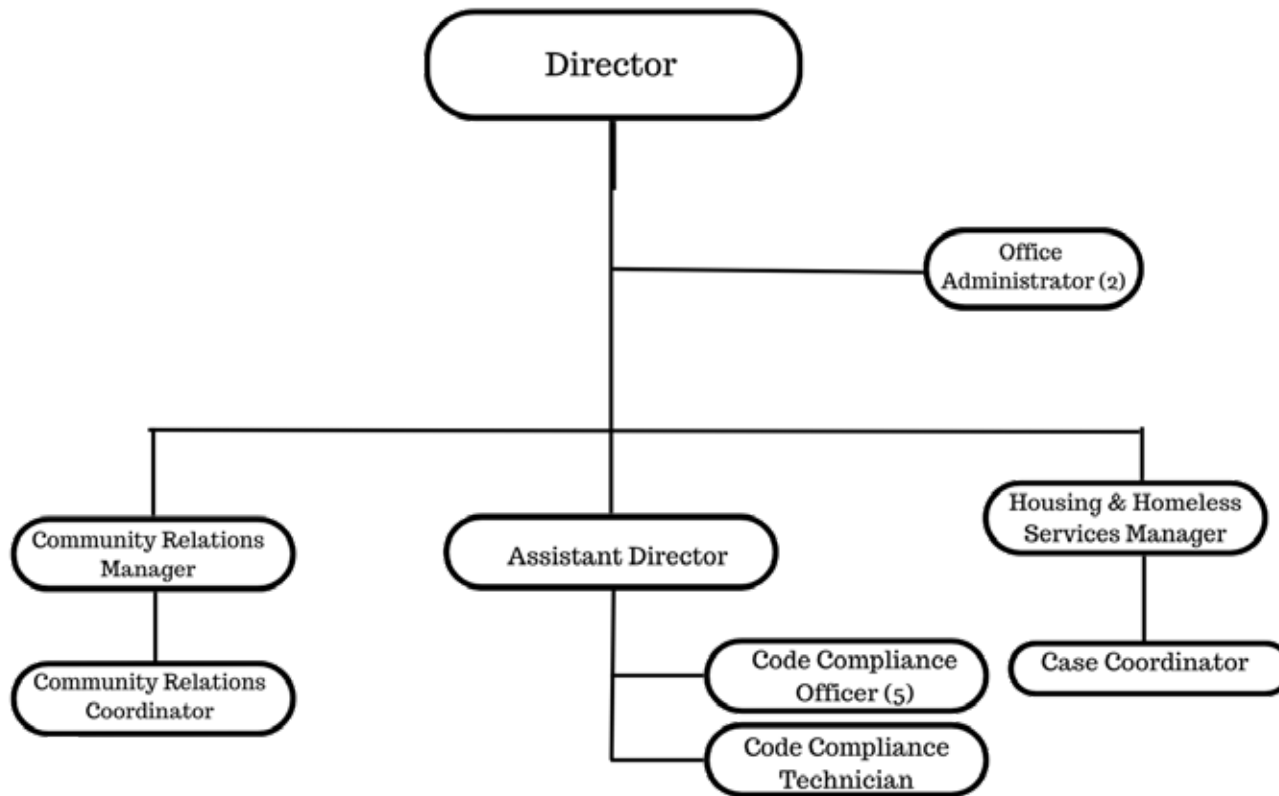 Director
Office
Administrator (2)
Community Relations
Manager
Assistant Director
Housing & Homeless
Services Manager
Community Relations
Coordinator
Code Compliance
Officer (5)
Case Coordinator
Code Compliance
Technician